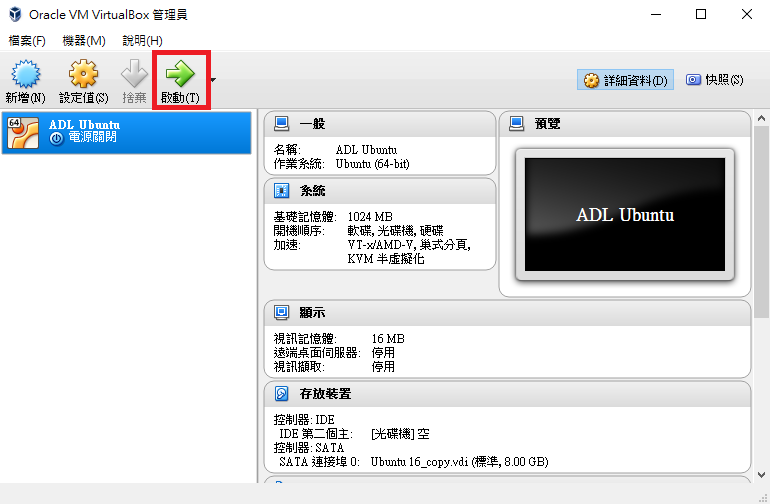 Oracle VM VirtualBox 管理員
檔案(F) 機器(M) 說明(H)
新增(N) 設定值(S) 捨棄 啟動(T) 詳細資料(D) 快照(S)
64 ADL Ubuntu
電源關閉
一般
名稱: ADL Ubuntu
作業系統: Ubuntu (64-bit)
預覽
ADL Ubuntu
系統
基礎記憶體: 1024 MB
開機順序: 軟碟, 光碟機, 硬碟
加速: VT-x/AMD-V, 巢式分頁,
KVM 半虛擬化
顯示
視訊記憶體: 16 MB
遠端桌面伺服器: 停用
視訊擷取: 停用
存放裝置
控制器: IDE
IDE 第二個主: [光碟機] 空
控制器: SATA
SATA 連接埠 0: Ubuntu 16_copy.vdi (標準, 8.00 GB)